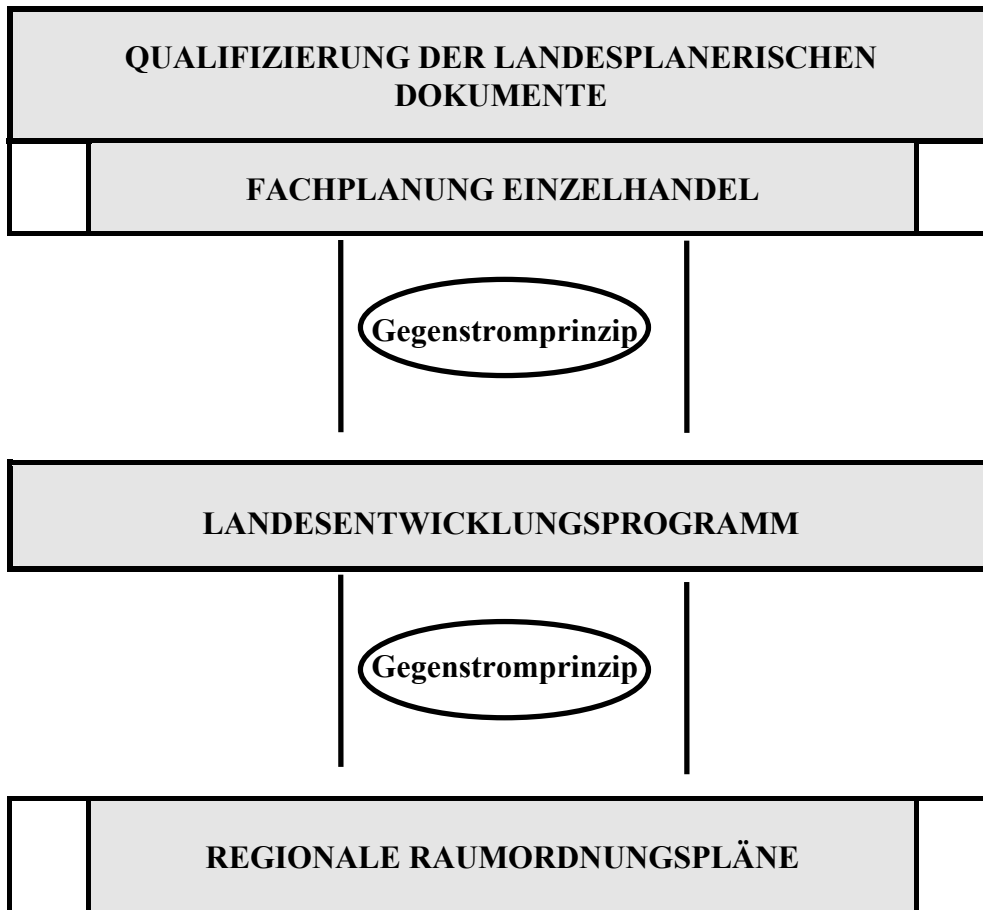 QUALIFIZIERUNG DER LANDESPLANERISCHEN
DOKUMENTE
FACHPLANUNG EINZELHANDEL
Gegenstromprinzip
LANDESENTWICKLUNGSPROGRAMM
Gegenstromprinzip
REGIONALE RAUMORDNUNGSPLÄNE